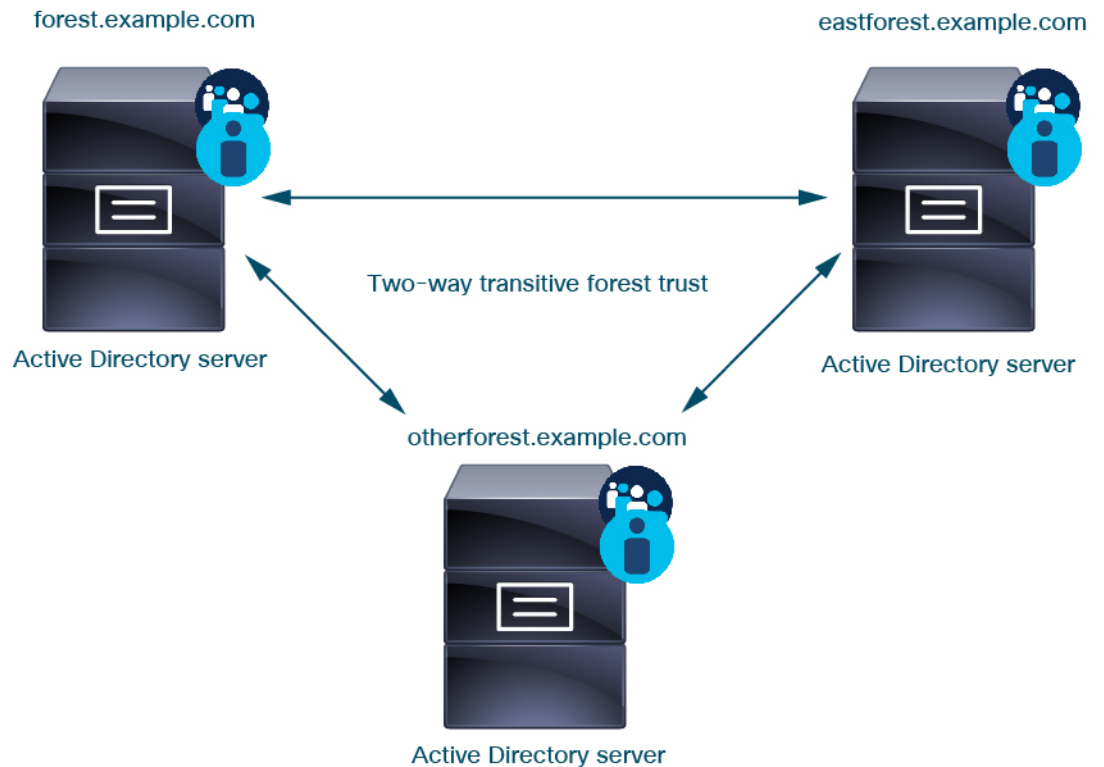 forest.example.com
eastforest.example.com
Two-way transitive forest trust
Active Directory server
Active Directory server
otherforest.example.com
Active Directory server